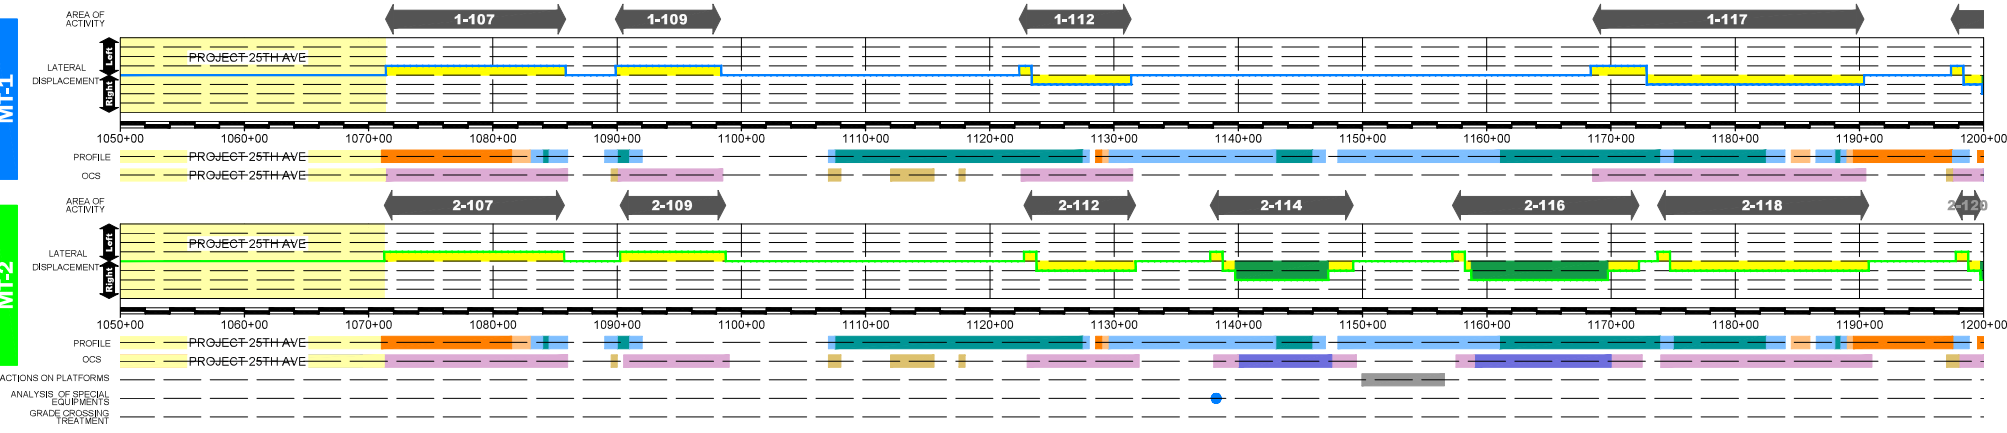 AREA OF
ACTIVITY
1-107 1-109 1-112 1-117
MT-1
Left
Right
LATERAL
DISPLACEMENT
PROJECT 25TH AVE
1050+00 1060+00 1070+00 1080+00 1090+00 1100+00 1110+00 1120+00 1130+00 1140+00 1150+00 1160+00 1170+00 1180+00 1190+00 1200+00
PROFILE PROJECT 25TH AVE
OCS PROJECT 25TH AVE
AREA OF
ACTIVITY
2-107 2-109 2-112 2-114 2-116 2-118 2-120
MT-2
Left
Right
LATERAL
DISPLACEMENT
PROJECT 25TH AVE
1050+00 1060+00 1070+00 1080+00 1090+00 1100+00 1110+00 1120+00 1130+00 1140+00 1150+00 1160+00 1170+00 1180+00 1190+00 1200+00
PROFILE PROJECT 25TH AVE
OCS PROJECT 25TH AVE
ACTIONS ON PLATFORMS
ANALYSIS OF SPECIAL
EQUIPMENTS
GRADE CROSSING
TREATMENT